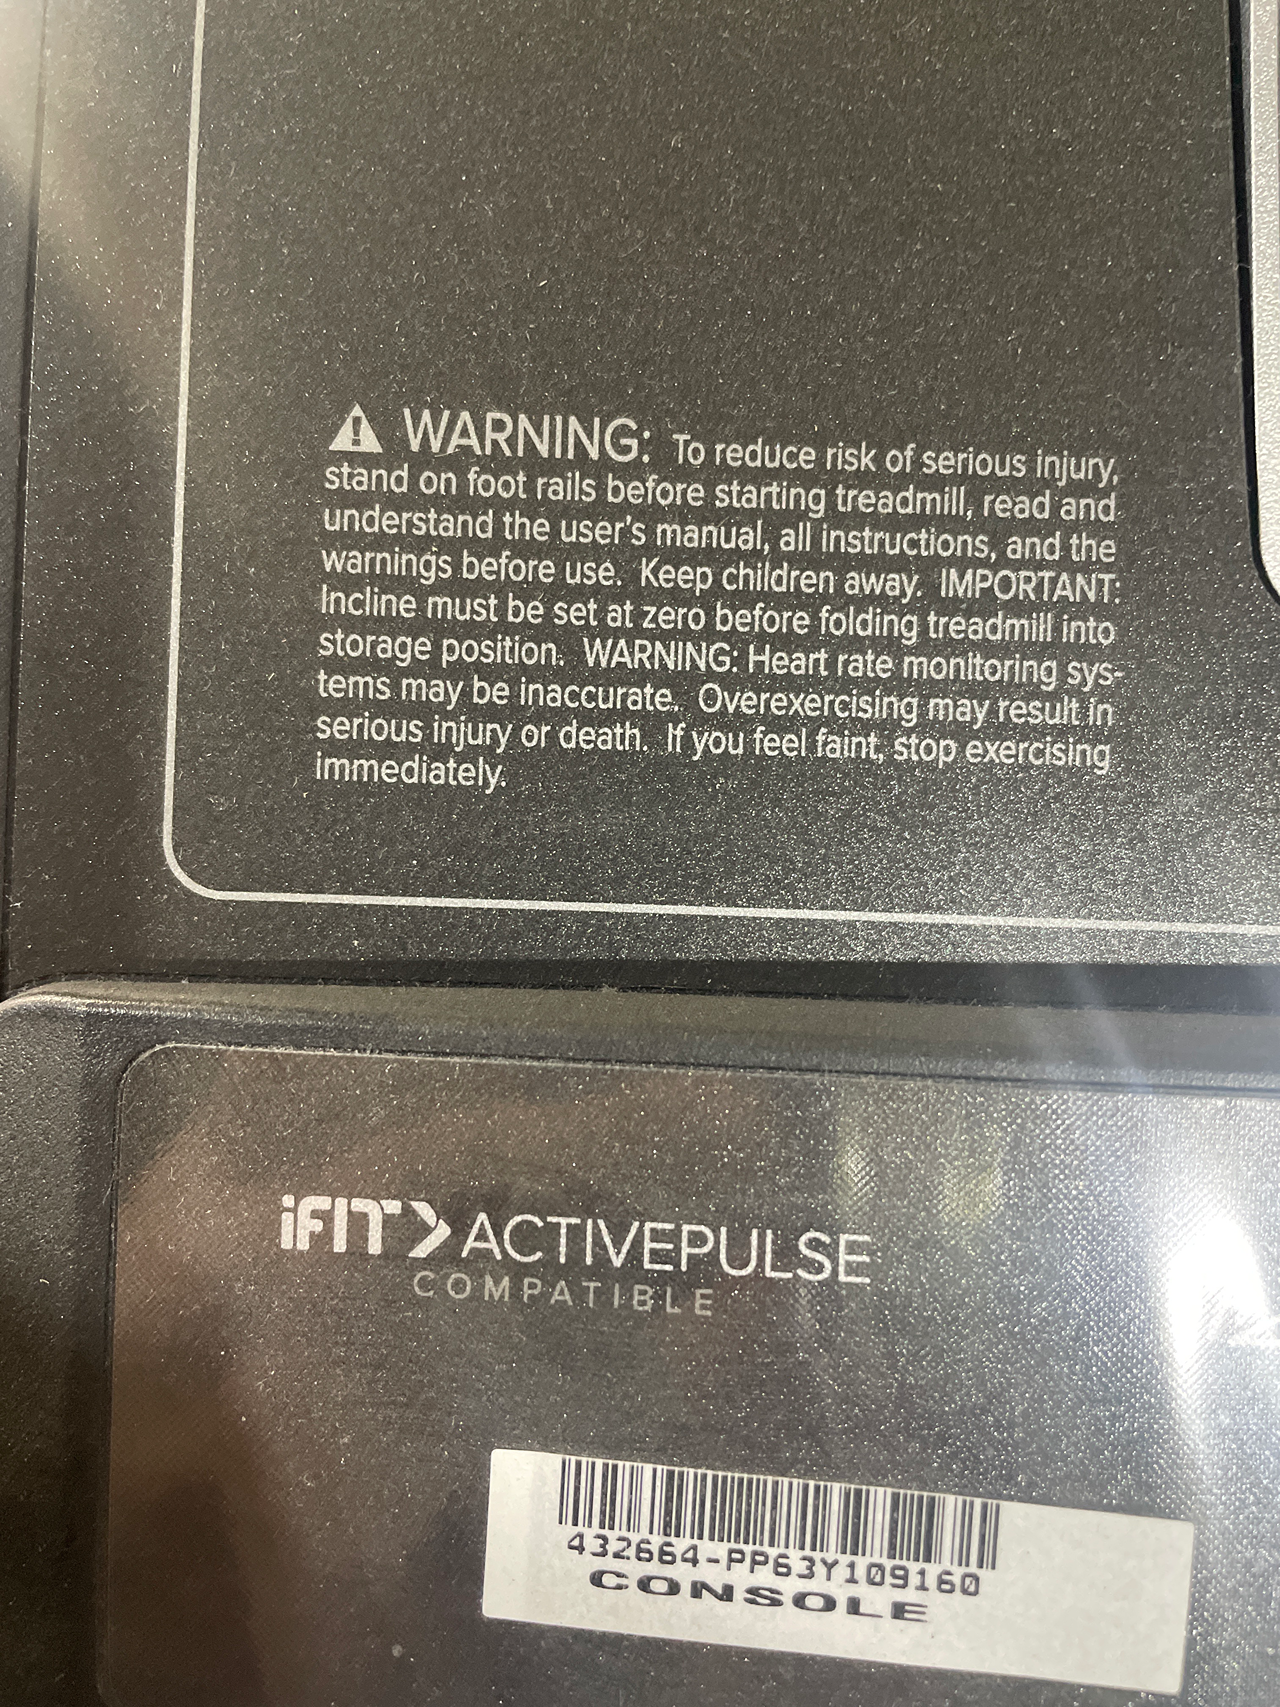 ⚠ WARNING: To reduce risk of serious injury,
stand on foot rails before starting treadmill, read and
understand the user's manual, all instructions, and the
warnings before use. Keep children away. IMPORTANT:
Incline must be set at zero before folding treadmill into
storage position. WARNING: Heart rate monitoring sys-
tems may be inaccurate. Overexercising may result in
serious injury or death. If you feel faint, stop exercising
immediately.
iFIT ACTIVEPULSE
COMPATIBLE
432664-PP63Y109160
CONSOLE